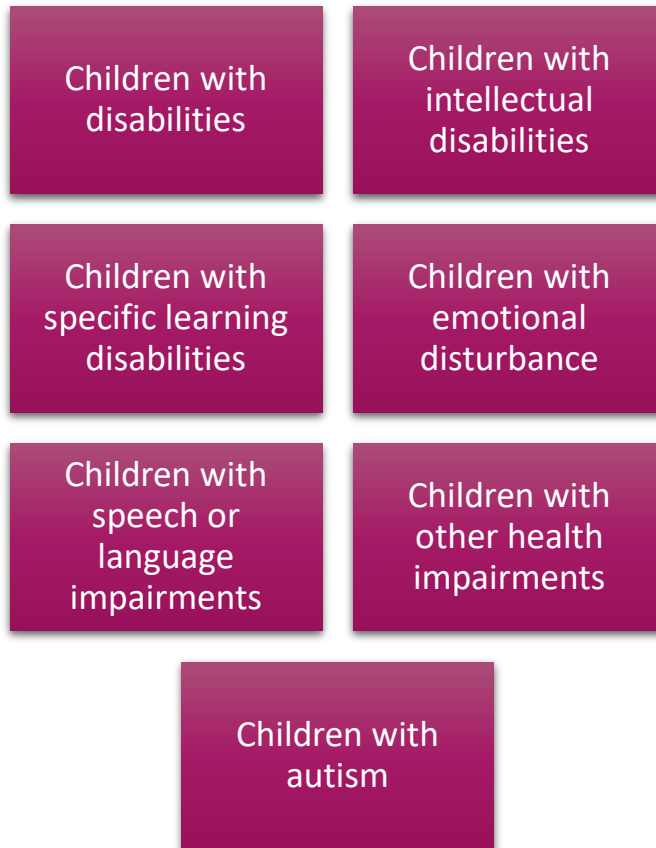 Children with
disabilities
Children with
intellectual
disabilities
Children with
specific learning
disabilities
Children with
emotional
disturbance
Children with
speech or
language
impairments
Children with
other health
impairments
Children with
autism